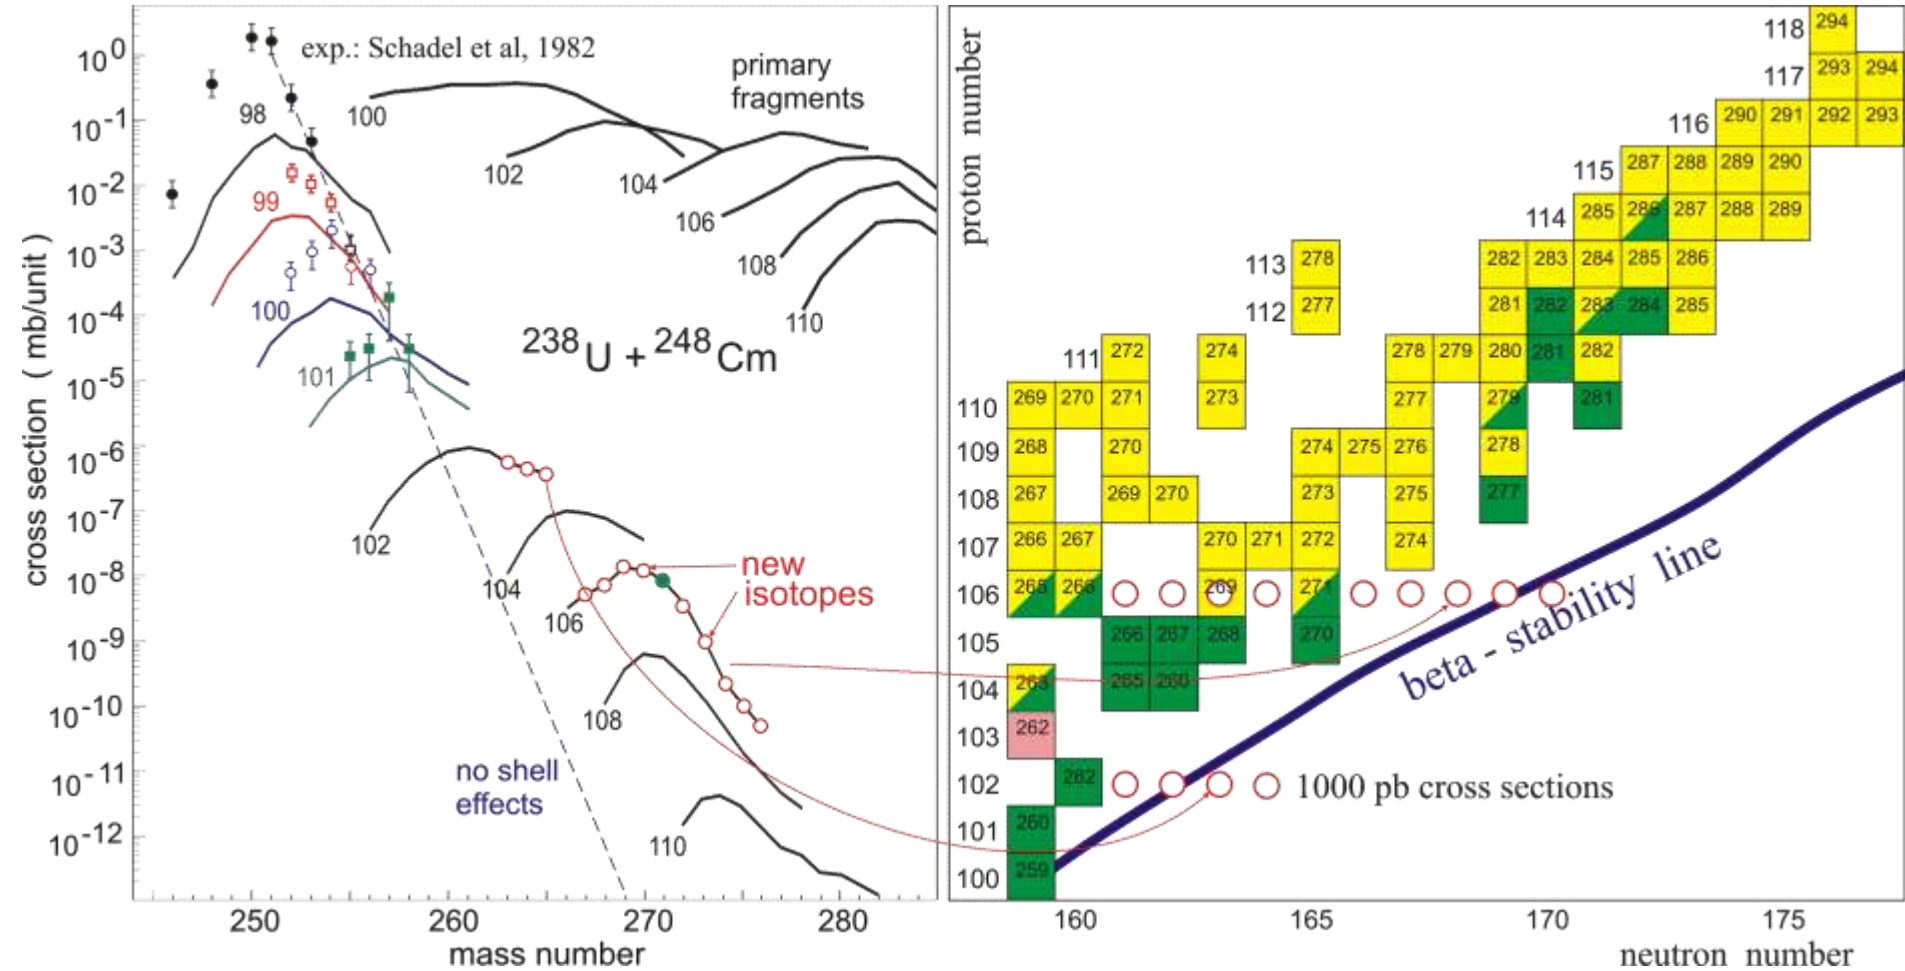 exp.: Schadel et al, 1982
primary
fragments
10^0
10^-1
10^-2
10^-3
10^-4
10^-5
10^-6
10^-7
10^-8
10^-9
10^-10
10^-11
10^-12
cross section ( mb/unit )
98
99
100
101
100
102
104
106
108
110
238U + 248Cm
102
104
106
108
110
new
isotopes
no shell
effects
250
260
270
280
mass number
proton number
118 294
117 293 294
116 290 291 292 293
115 287 288 289 290
114 285 286 287 288 289
113 278 282 283 284 285 286
112 277 281 282 283 284 285
111 272 274 278 279 280 281 282
110 269 270 271 273 277 279 281
109 268 270 274 275 276 278
108 267 269 270 273 275 277
107 266 267 270 271 272 274
106 265 266 269 271
105 266 267 268 270
104 263 265 266
103 262
102 262 1000 pb cross sections
101 260
100 259
beta - stability line
160
165
170
175
neutron number